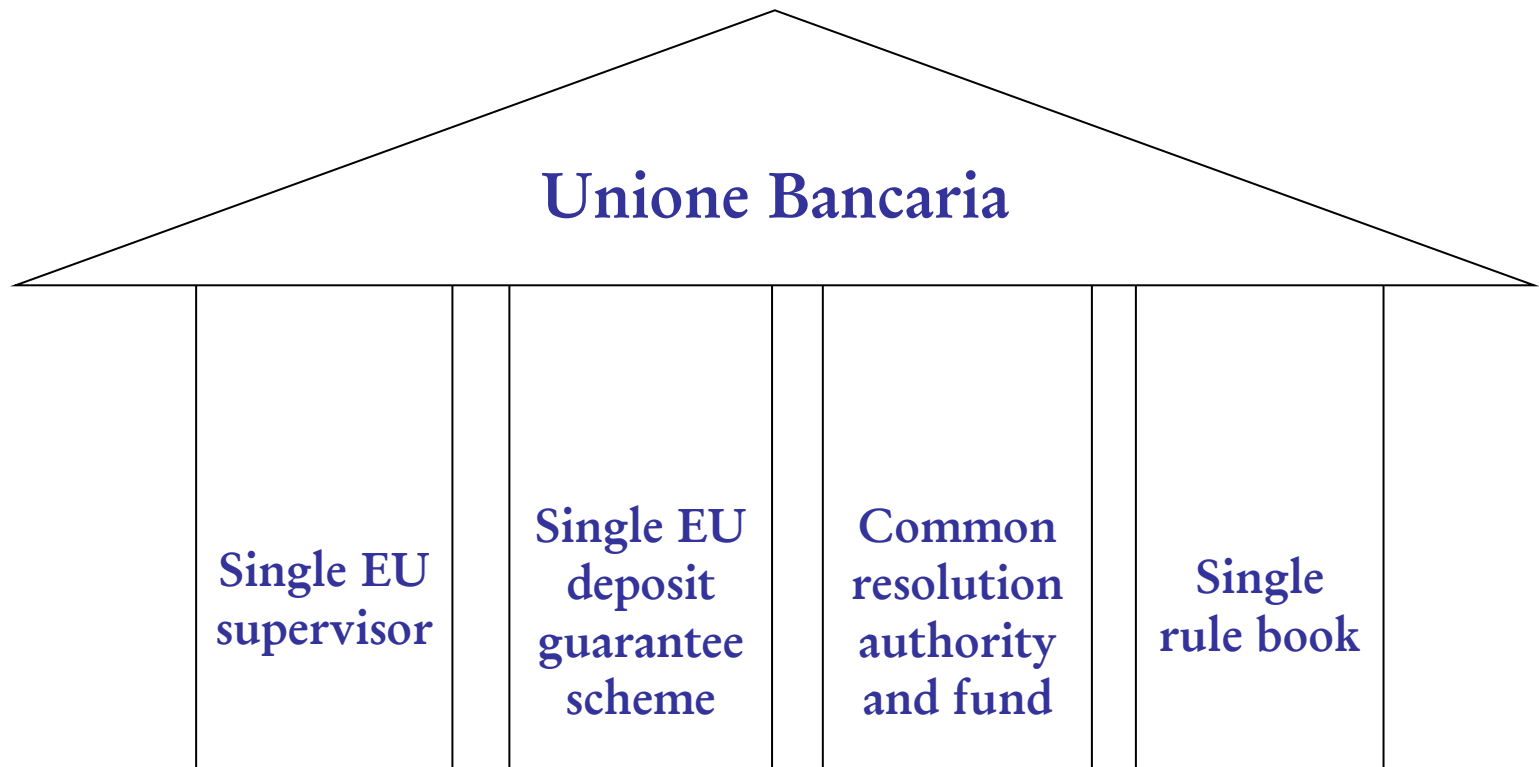 Unione Bancaria
Single EU
supervisor
Single EU
deposit
guarantee
scheme
Common
resolution
authority
and fund
Single
rule book